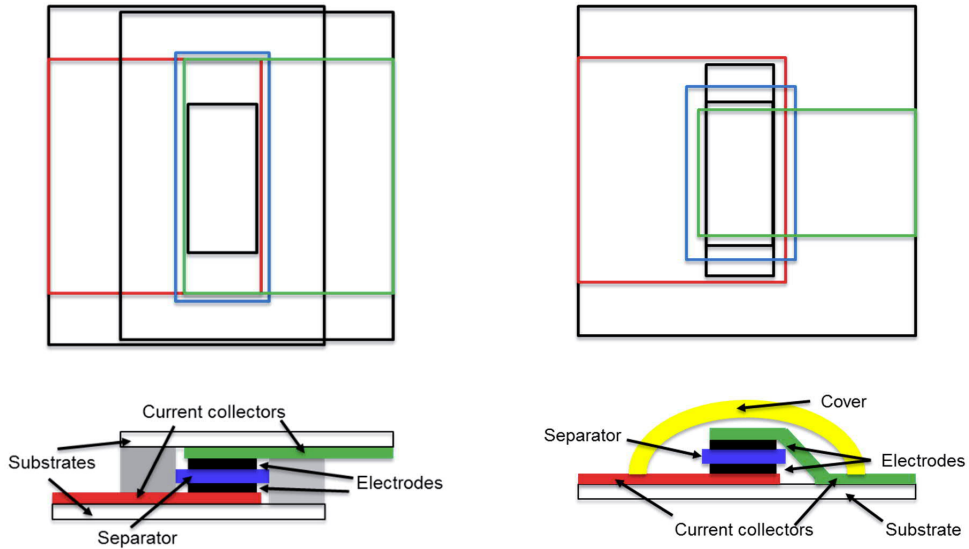 Current collectors
Substrates
Electrodes
Separator
Cover
Separator
Electrodes
Current collectors
Substrate